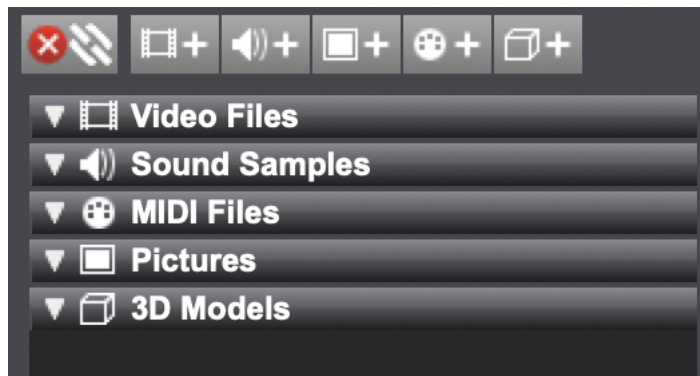 Video Files
Sound Samples
MIDI Files
Pictures
3D Models